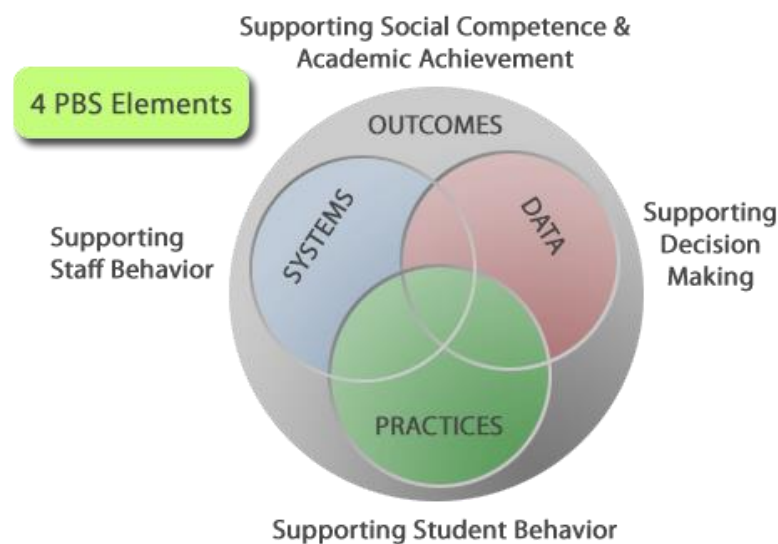 Supporting Social Competence &
Academic Achievement
4 PBS Elements
OUTCOMES
SYSTEMS
DATA
Supporting
Staff Behavior
Supporting
Decision
Making
PRACTICES
Supporting Student Behavior